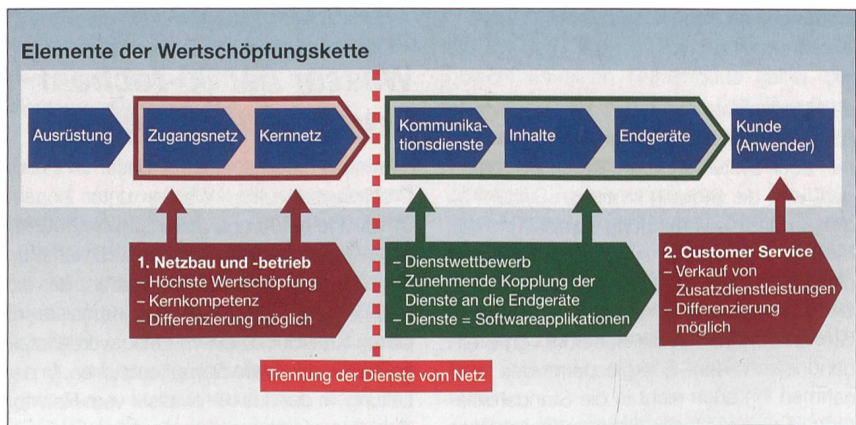 Elemente der Wertschöpfungskette
Ausrüstung
Zugangsnetz
Kernnetz
Kommunika-
tionsdienste
Inhalte
Endgeräte
Kunde
(Anwender)
1. Netzbau und -betrieb
– Höchste Wertschöpfung
– Kernkompetenz
– Differenzierung möglich
– Dienstwettbewerb
– Zunehmende Kopplung der
Dienste an die Endgeräte
– Dienste = Softwareapplikationen
2. Customer Service
– Verkauf von
Zusatzdienstleistungen
– Differenzierung
möglich
Trennung der Dienste vom Netz